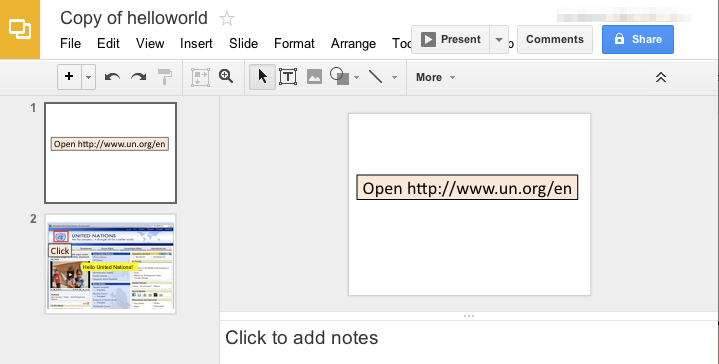 Copy of helloworld
File Edit View Insert Slide Format Arrange Too
Present Comments Share
More
1
Open http://www.un.org/en
2
UNITED NATIONS
Click
Hello United Nations!
Open http://www.un.org/en
Click to add notes